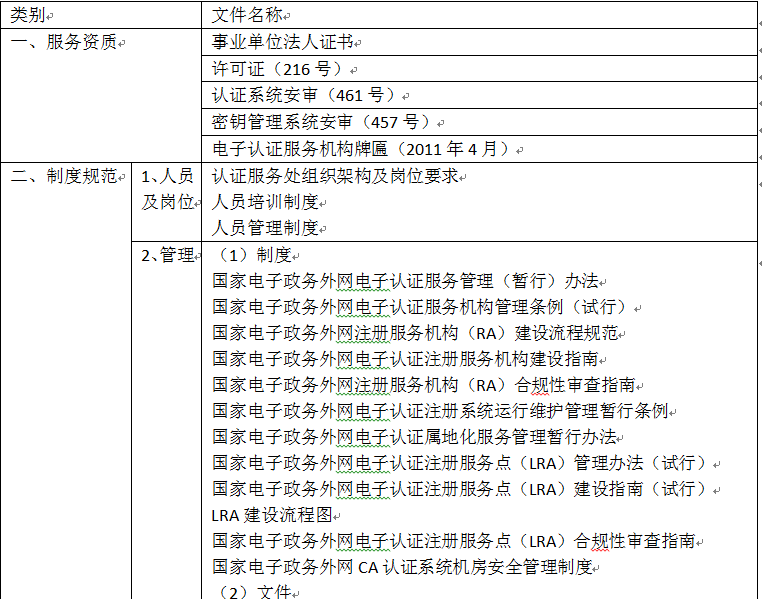 类别 文件名称
一、服务资质 事业单位法人证书
许可证（216 号）
认证系统安审（461 号）
密钥管理系统安审（457 号）
电子认证服务机构牌匾（2011 年 4 月）
二、制度规范 1、人员 认证服务处组织架构及岗位要求
及岗位 人员培训制度
人员管理制度
2、管理 （1）制度
国家电子政务外网电子认证服务管理（暂行）办法
国家电子政务外网电子认证服务机构管理条例（试行）
国家电子政务外网注册服务机构（RA）建设流程规范
国家电子政务外网电子认证注册服务机构建设指南
国家电子政务外网注册服务机构（RA）合规性审查指南
国家电子政务外网电子认证注册系统运行维护管理暂行条例
国家电子政务外网电子认证属地化服务管理暂行办法
国家电子政务外网电子认证注册服务点（LRA）管理办法（试行）
国家电子政务外网电子认证注册服务点（LRA）建设指南（试行）
LRA 建设流程图
国家电子政务外网电子认证注册服务点（LRA）合规性审查指南
国家电子政务外网 CA 认证系统机房安全管理制度
（2）文件